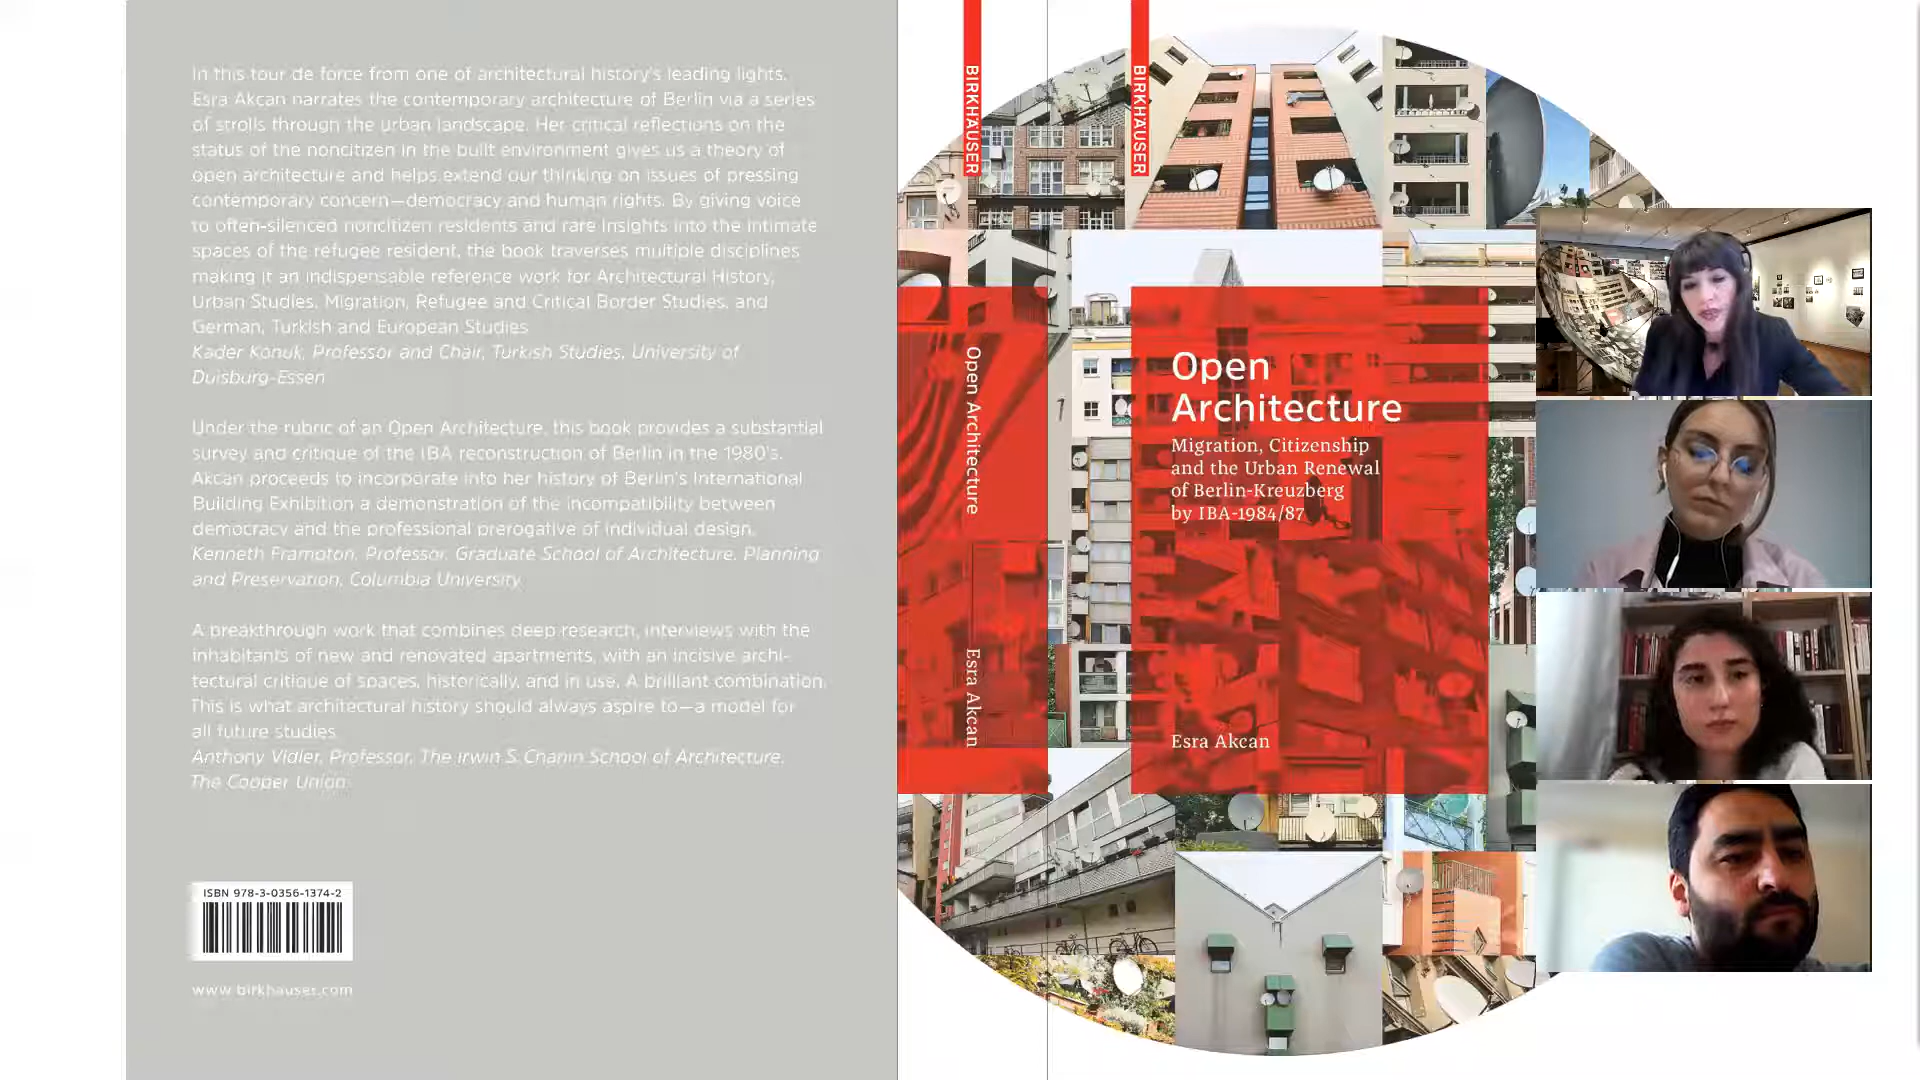 In this tour de force from one of architectural history's leading lights,
Esra Akcan narrates the contemporary architecture of Berlin via a series
of strolls through the urban landscape. Her critical reflections on the
status of the noncitizen in the built environment gives us a theory of
open architecture and helps extend our thinking on issues of pressing
contemporary concern—democracy and human rights. By giving voice
to often-silenced noncitizen residents and rare insights into the intimate
spaces of the refugee resident, the book traverses multiple disciplines
making it an indispensable reference work for Architectural History,
Urban Studies, Migration, Refugee and Critical Border Studies, and
German, Turkish and European Studies
Kader Konuk, Professor and Chair, Turkish Studies, University of
Duisburg-Essen
Under the rubric of an Open Architecture, this book provides a substantial
survey and critique of the IBA reconstruction of Berlin in the 1980's.
Akcan proceeds to incorporate into her history of Berlin's International
Building Exhibition a demonstration of the incompatibility between
democracy and the professional prerogative of individual design.
Kenneth Frampton, Professor, Graduate School of Architecture, Planning
and Preservation, Columbia University
A breakthrough work that combines deep research, interviews with the
inhabitants of new and renovated apartments, with an incisive archi-
tectural critique of spaces, historically, and in use. A brilliant combination.
This is what architectural history should always aspire to—a model for
all future studies
Anthony Vidler, Professor, The Irwin S. Chanin School of Architecture,
The Cooper Union
ISBN 978-3-0356-1374-2
www.birkhauser.com
BIRKHÄUSER
Open Architecture
Esra Akcan
BIRKHÄUSER
Open
Architecture
Migration, Citizenship
and the Urban Renewal
of Berlin-Kreuzberg
by IBA-1984/87
Esra Akcan